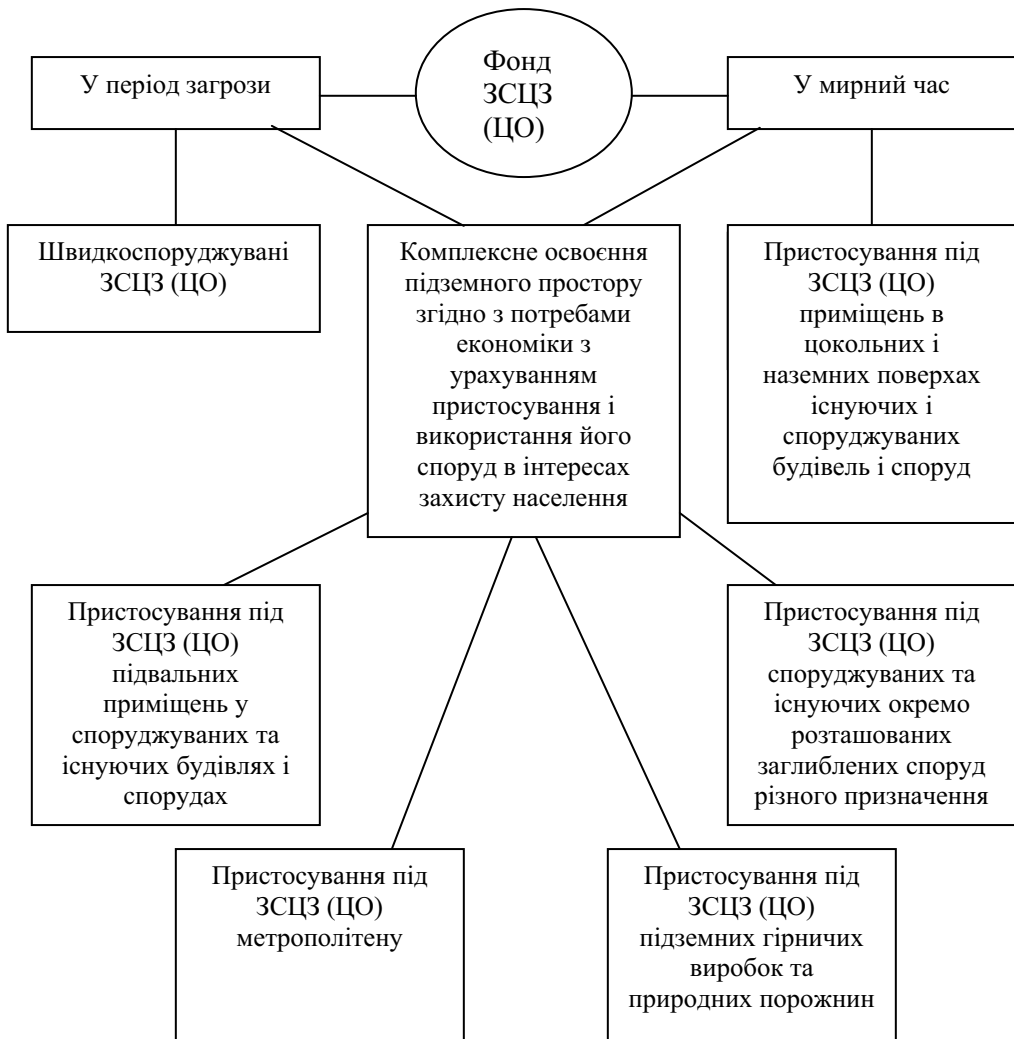 Фонд
ЗСЦЗ
(ЦО)
У період загрози
У мирний час
Швидкоспоруджувані
ЗСЦЗ (ЦО)
Комплексне освоєння
підземного простору
згідно з потребами
економіки з
урахуванням
пристосування і
використання його
споруд в інтересах
захисту населення
Пристосування під
ЗСЦЗ (ЦО)
приміщень в
цокольних і
наземних поверхах
існуючих і
споруджуваних
будівель і споруд
Пристосування під
ЗСЦЗ (ЦО)
підвальних
приміщень у
споруджуваних та
існуючих будівлях і
спорудах
Пристосування під
ЗСЦЗ (ЦО)
споруджуваних та
існуючих окремо
розташованих
заглиблених споруд
різного призначення
Пристосування під
ЗСЦЗ (ЦО)
метрополітену
Пристосування під
ЗСЦЗ (ЦО)
підземних гірничих
виробок та
природних порожнин